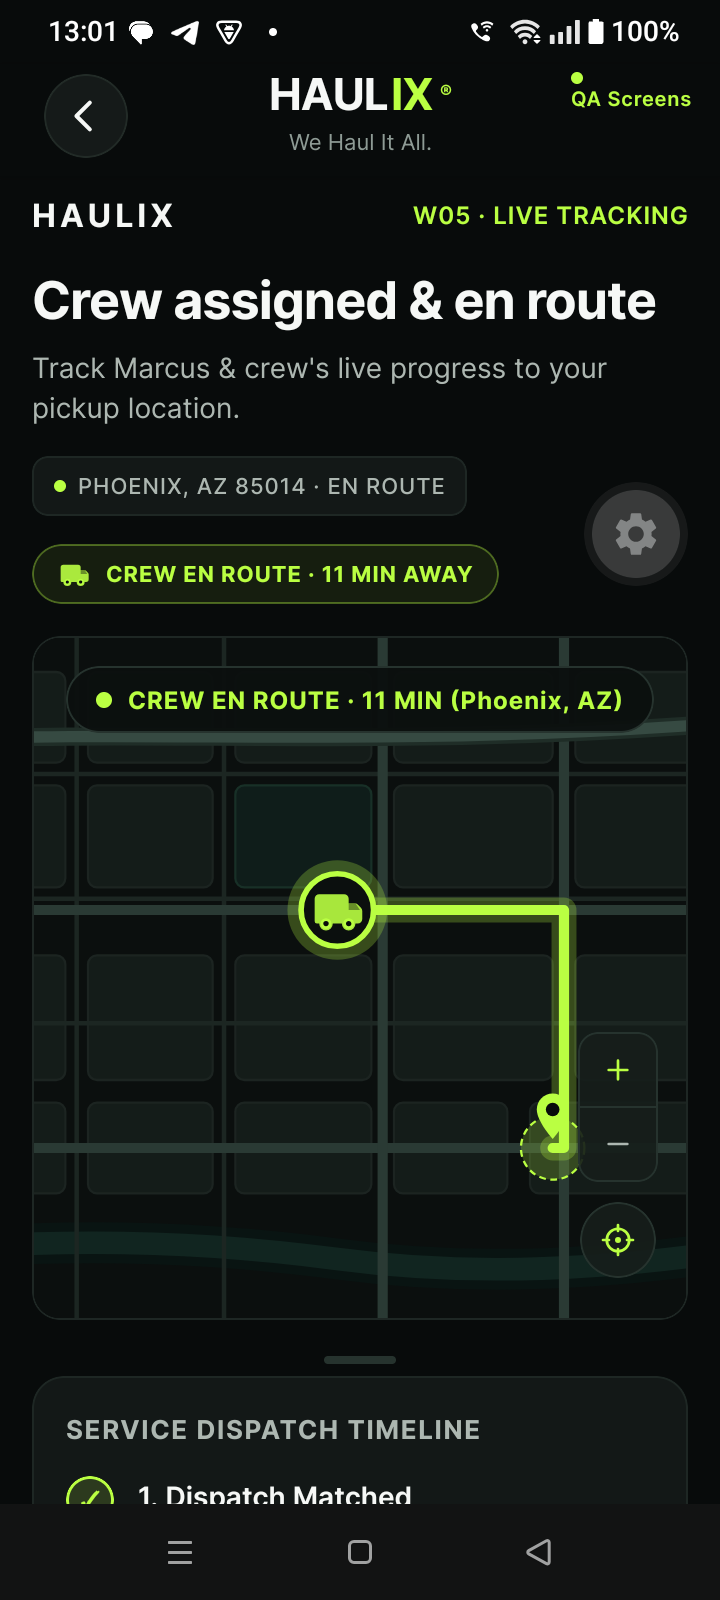 13:01
100%
HAULIX ®
We Haul It All.
QA Screens
HAULIX
W05 · LIVE TRACKING
Crew assigned & en route
Track Marcus & crew's live progress to your
pickup location.
PHOENIX, AZ 85014 · EN ROUTE
CREW EN ROUTE · 11 MIN AWAY
CREW EN ROUTE · 11 MIN (Phoenix, AZ)
+
−
SERVICE DISPATCH TIMELINE
1. Dispatch Matched